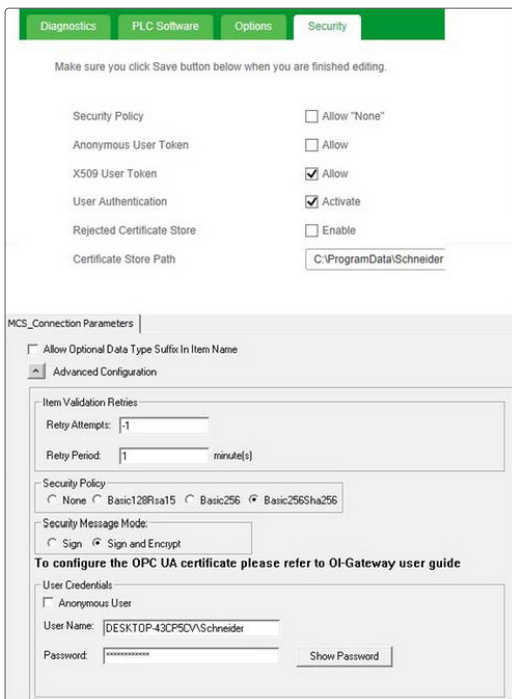 Diagnostics PLC Software Options Security
Make sure you click Save button below when you are finished editing.
Security Policy Allow "None"
Anonymous User Token Allow
X509 User Token Allow
User Authentication Activate
Rejected Certificate Store Enable
Certificate Store Path C:\ProgramData\Schneider
MCS_Connection Parameters
Allow Optional Data Type Suffix In Item Name
Advanced Configuration
Item Validation Retries
Retry Attempts: -1
Retry Period: 1 minute(s)
Security Policy
None Basic128Rsa15 Basic256 Basic256Sha256
Security Message Mode:
Sign Sign and Encrypt
To configure the OPC UA certificate please refer to OI-Gateway user guide
User Credentials
Anonymous User
User Name: DESKTOP-43CP5CV\Schneider
Password: ************ Show Password